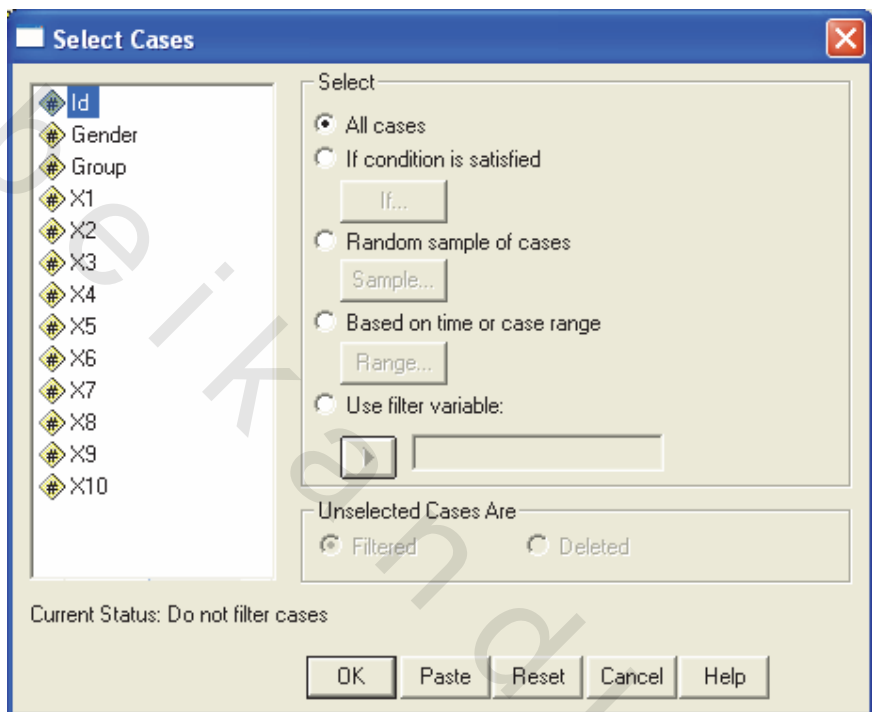 Select Cases
Id
Gender
Group
X1
X2
X3
X4
X5
X6
X7
X8
X9
X10
Select
All cases
If condition is satisfied
If...
Random sample of cases
Sample...
Based on time or case range
Range...
Use filter variable:
Unselected Cases Are
Filtered Deleted
Current Status: Do not filter cases
OK Paste Reset Cancel Help